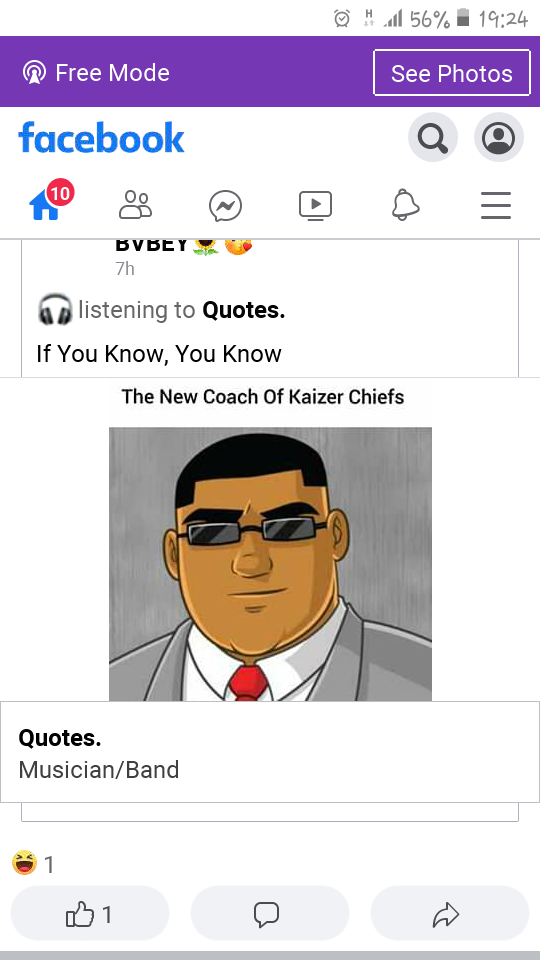 56% 19:24
Free Mode
See Photos
facebook
10
BVBEY🌻🥰
7h
🎧 listening to Quotes.
If You Know, You Know
The New Coach Of Kaizer Chiefs
Quotes.
Musician/Band
😆 1
1